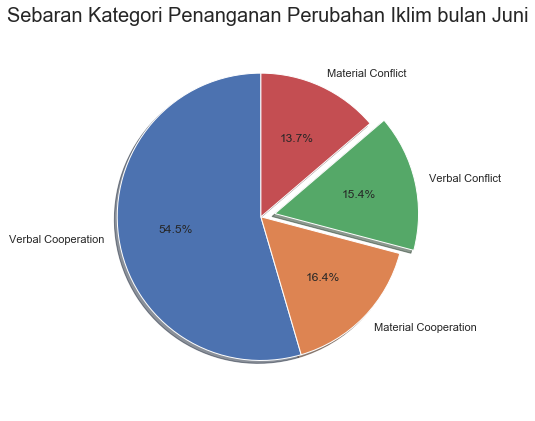 Sebaran Kategori Penanganan Perubahan Iklim bulan Juni
Material Conflict
13.7%
Verbal Conflict
15.4%
54.5%
Verbal Cooperation
16.4%
Material Cooperation